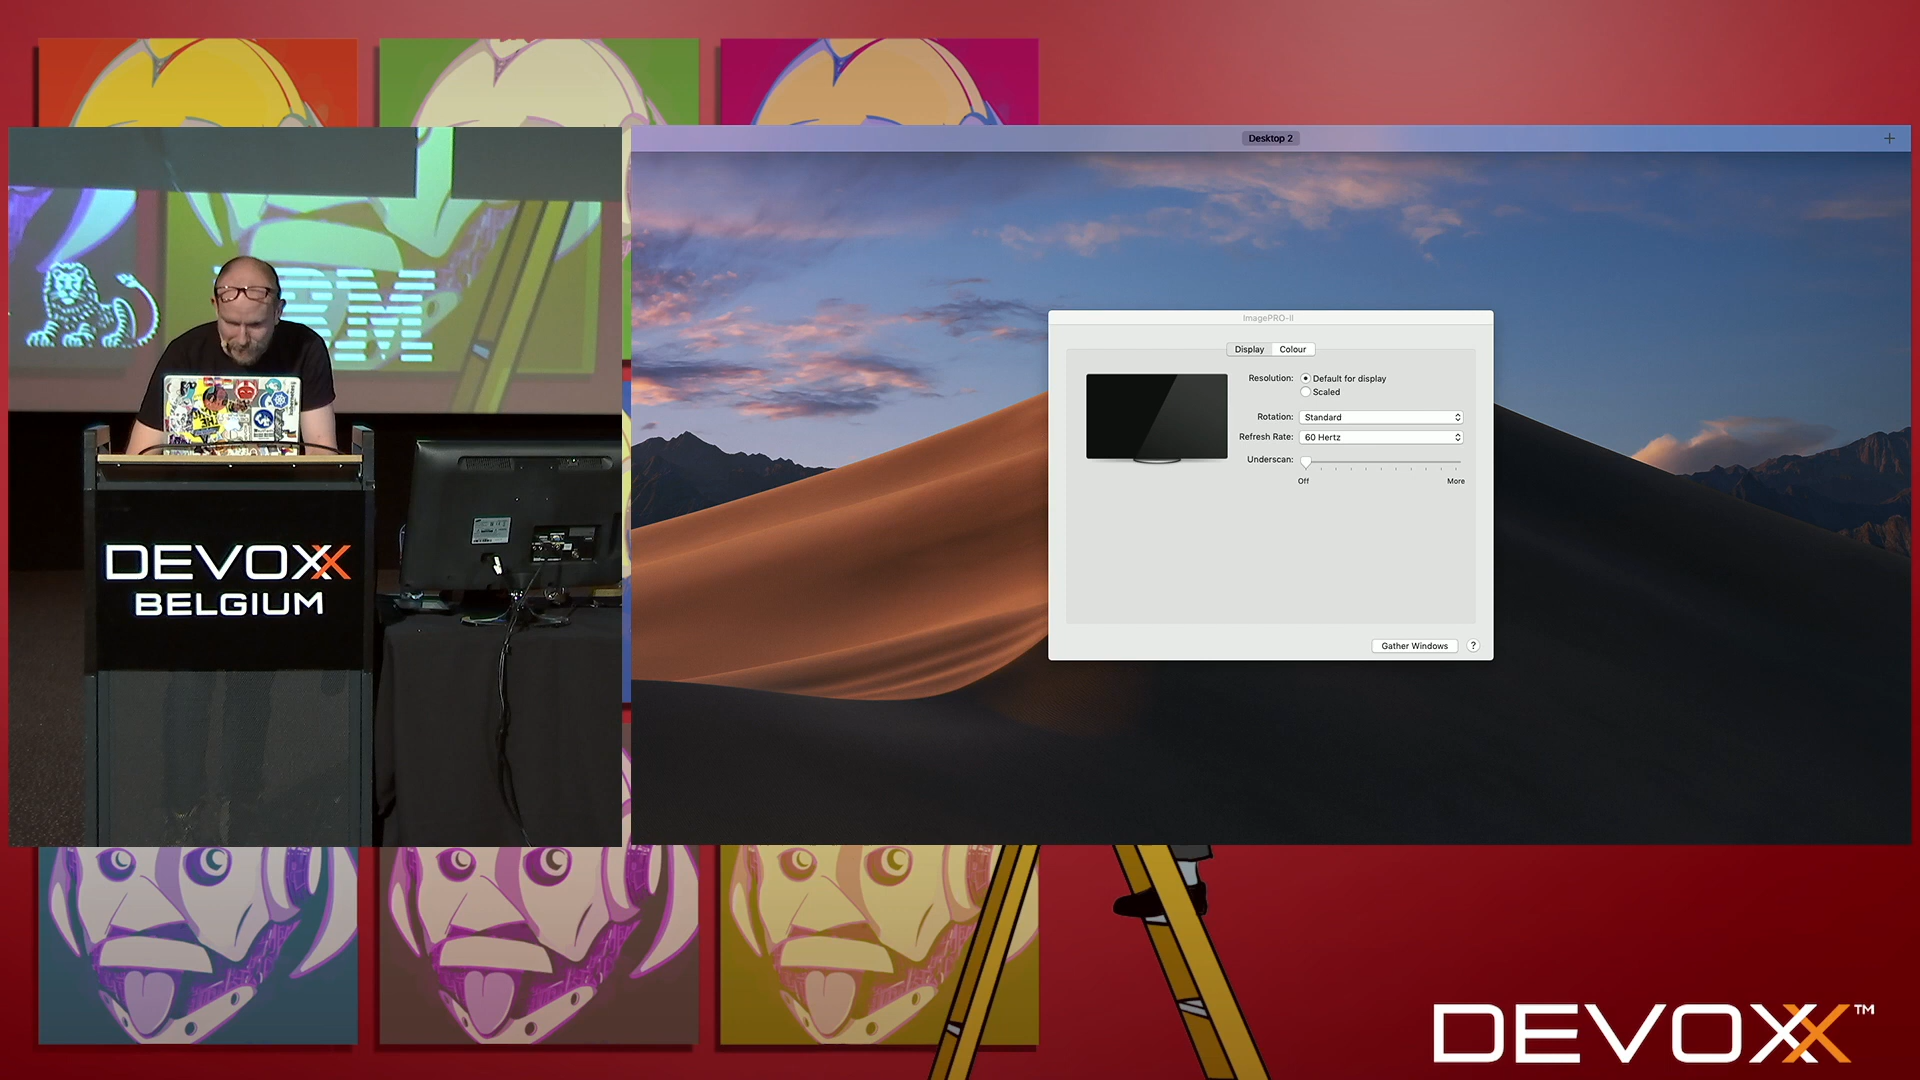 Desktop 2
+
IBM
ImagePRO-II
Display Colour
Resolution: Default for display
Scaled
Rotation: Standard
Refresh Rate: 60 Hertz
Underscan:
Off More
Gather Windows ?
DEVOXX
BELGIUM
DEVOXX™